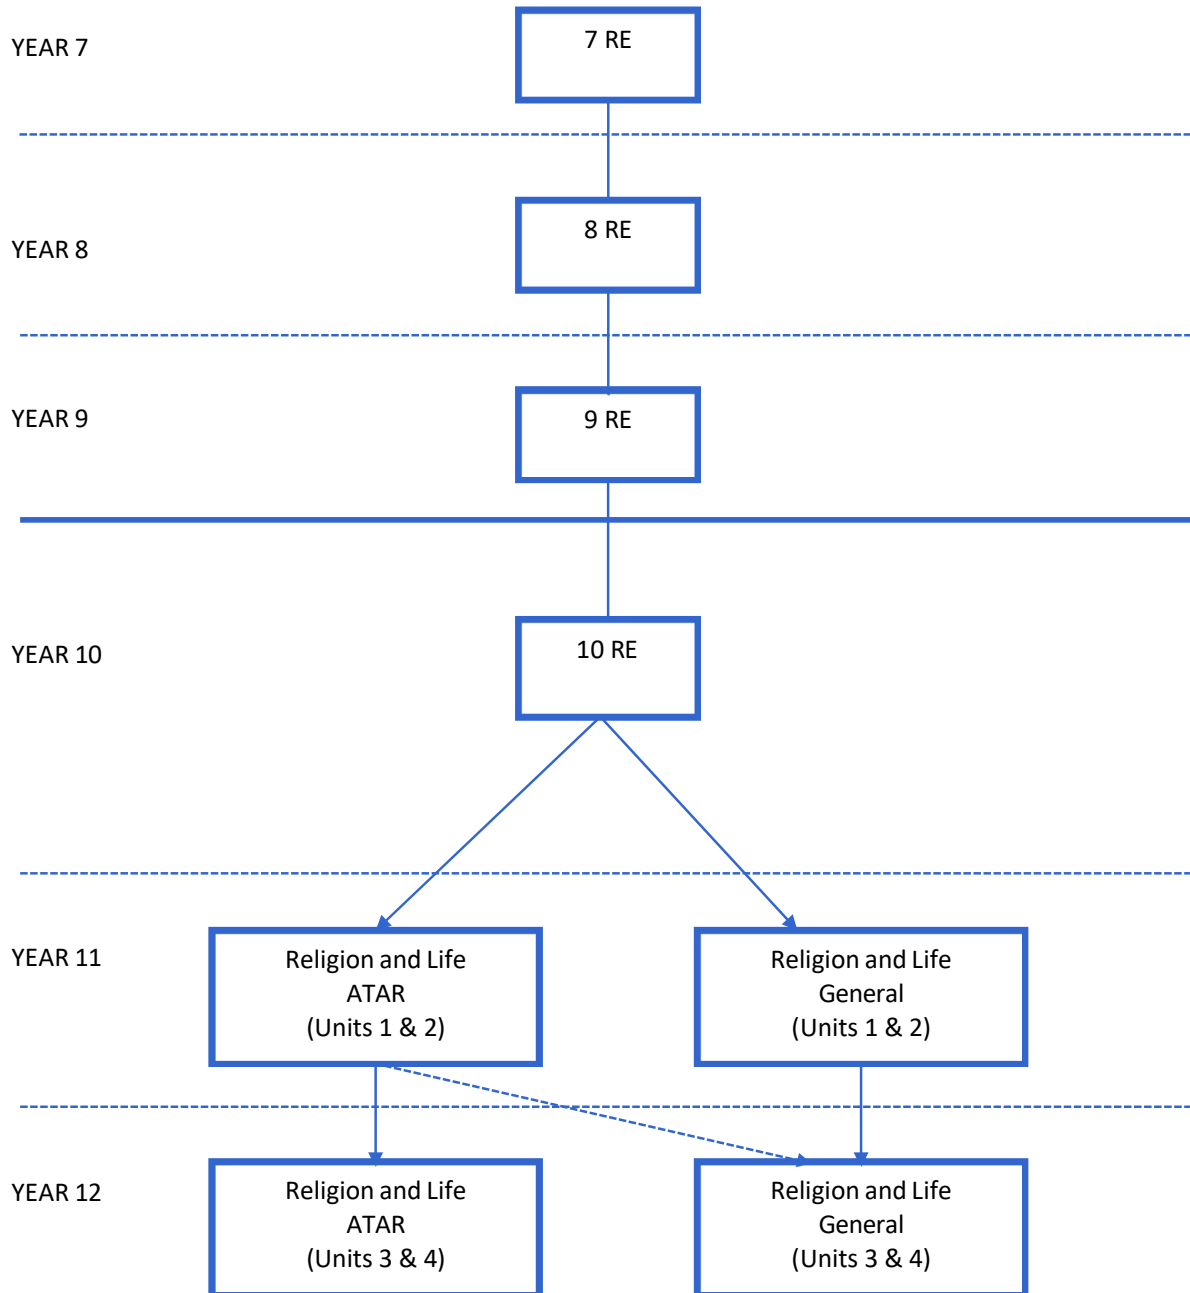 YEAR 7
7 RE
YEAR 8
8 RE
YEAR 9
9 RE
YEAR 10
10 RE
YEAR 11
Religion and Life
ATAR
(Units 1 & 2)
Religion and Life
General
(Units 1 & 2)
YEAR 12
Religion and Life
ATAR
(Units 3 & 4)
Religion and Life
General
(Units 3 & 4)